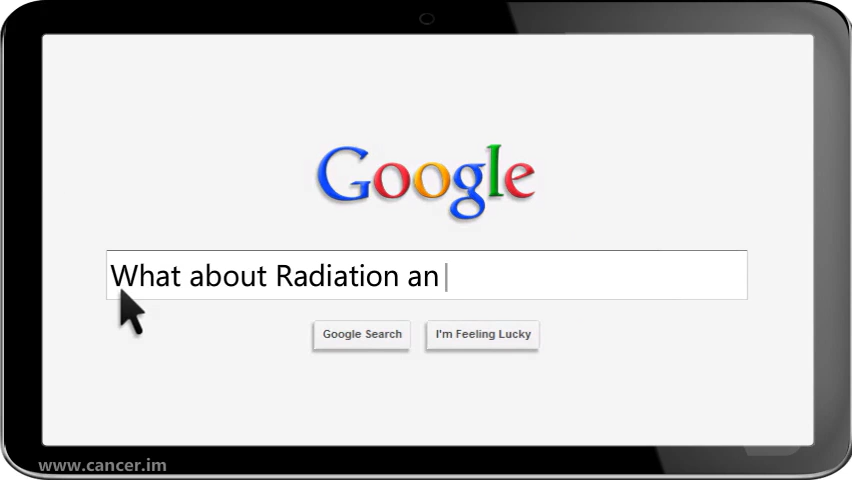 Google
What about Radiation an
Google Search
I'm Feeling Lucky
www.cancer.im